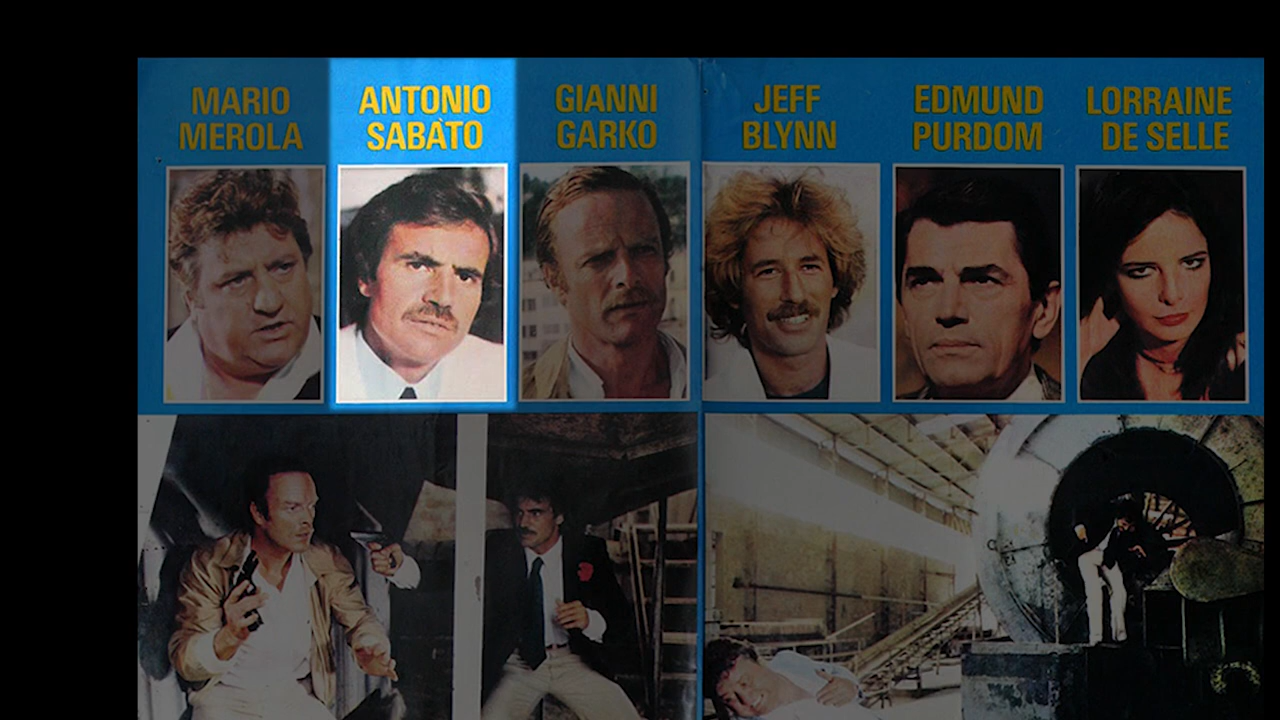 MARIO
MEROLA
ANTONIO
SABÀTO
GIANNI
GARKO
JEFF
BLYNN
EDMUND
PURDOM
LORRAINE
DE SELLE